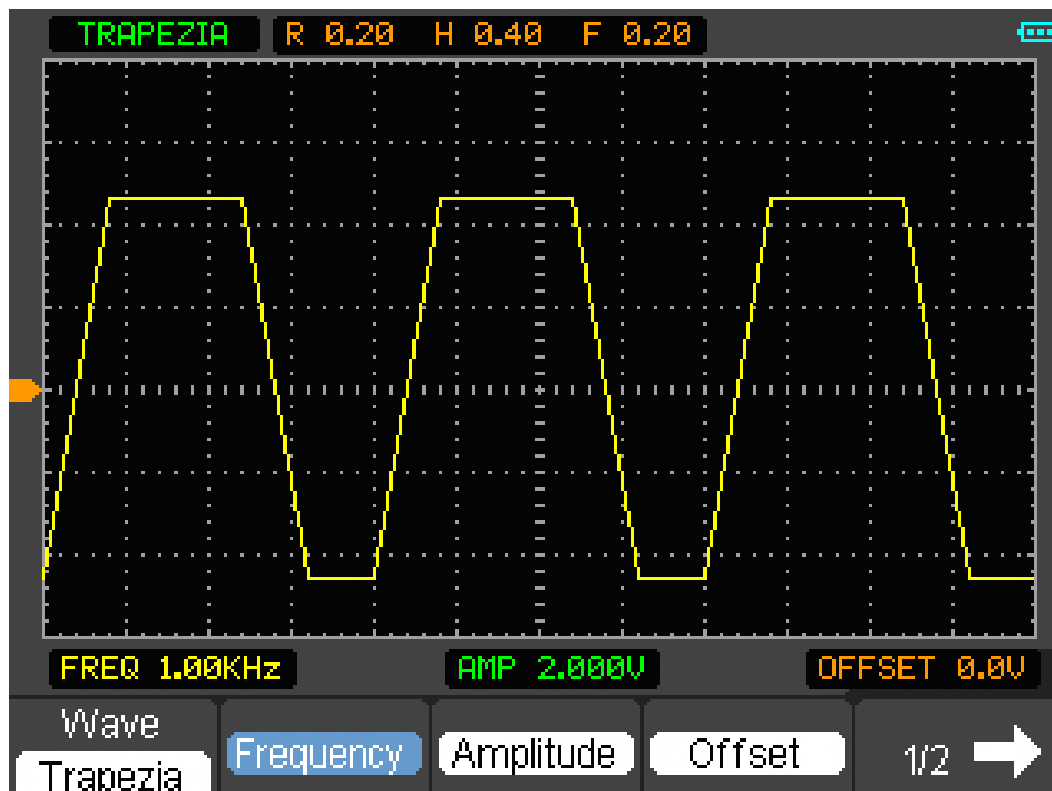 TRAPEZIA R 0.20 H 0.40 F 0.20
FREQ 1.00KHz AMP 2.000V OFFSET 0.0V
Wave
Frequency Amplitude Offset 1/2
Trapezia